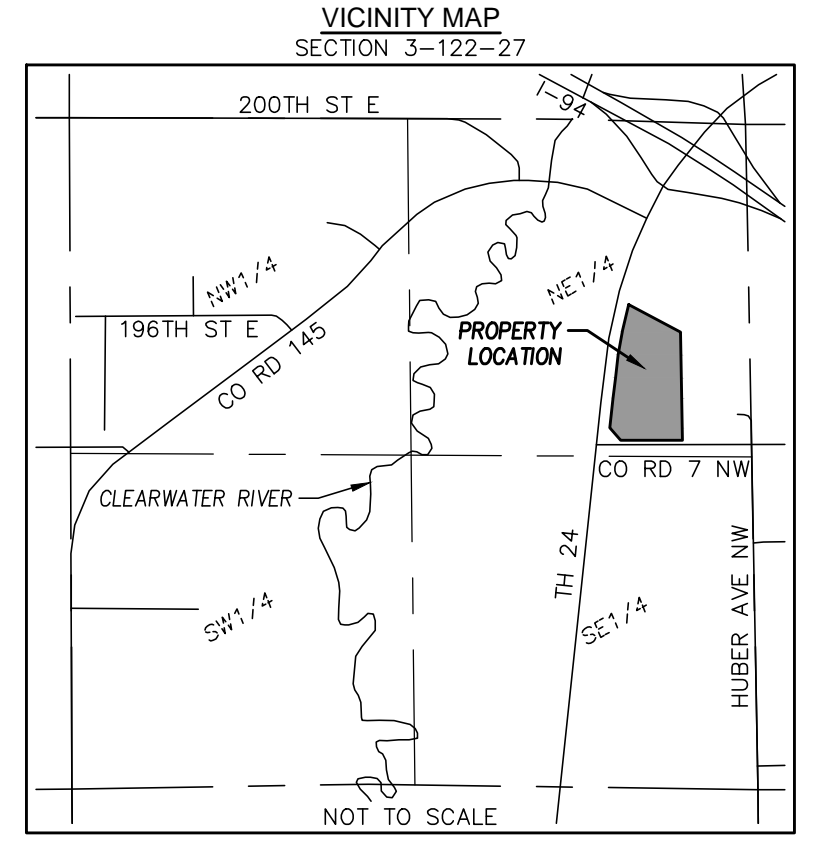 VICINITY MAP
SECTION 3-122-27
200TH ST E
I-94
NW1/4
NE1/4
196TH ST E
CO RD 145
PROPERTY
LOCATION
CO RD 7 NW
CLEARWATER RIVER
TH 24
SW1/4
SE1/4
HUBER AVE NW
NOT TO SCALE